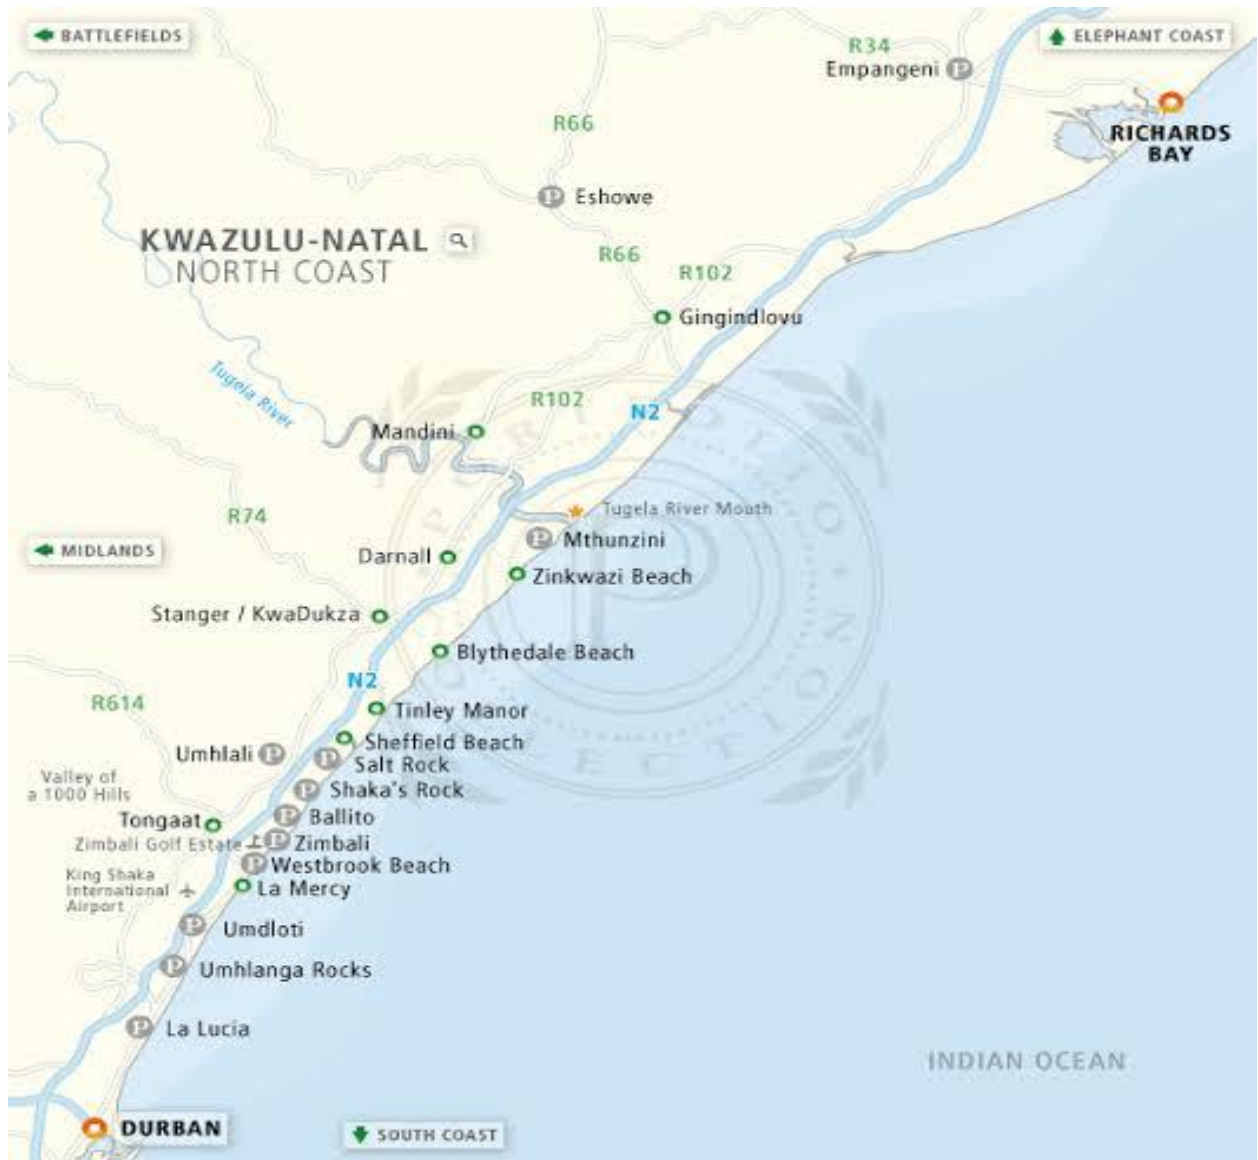 BATTLEFIELDS
ELEPHANT COAST
R34
Empangeni P
RICHARDS
BAY
R66
P Eshowe
KWAZULU-NATAL
NORTH COAST
R66
R102
Gingindlovu
Tugela River
R102
N2
Mandini
Tugela River Mouth
R74
P Mthunzini
MIDLANDS
Darnall
Zinkwazi Beach
Stanger / KwaDukza
Blythedale Beach
N2
R614
Tinley Manor
Sheffield Beach
Umhlali P
P Salt Rock
Valley of
a 1000 Hills
P Shaka's Rock
P Ballito
Tongaat
Zimbali Golf Estate
P Zimbali
P Westbrook Beach
King Shaka
International
Airport
La Mercy
P Umdloti
P Umhlanga Rocks
P La Lucia
INDIAN OCEAN
DURBAN
SOUTH COAST
P